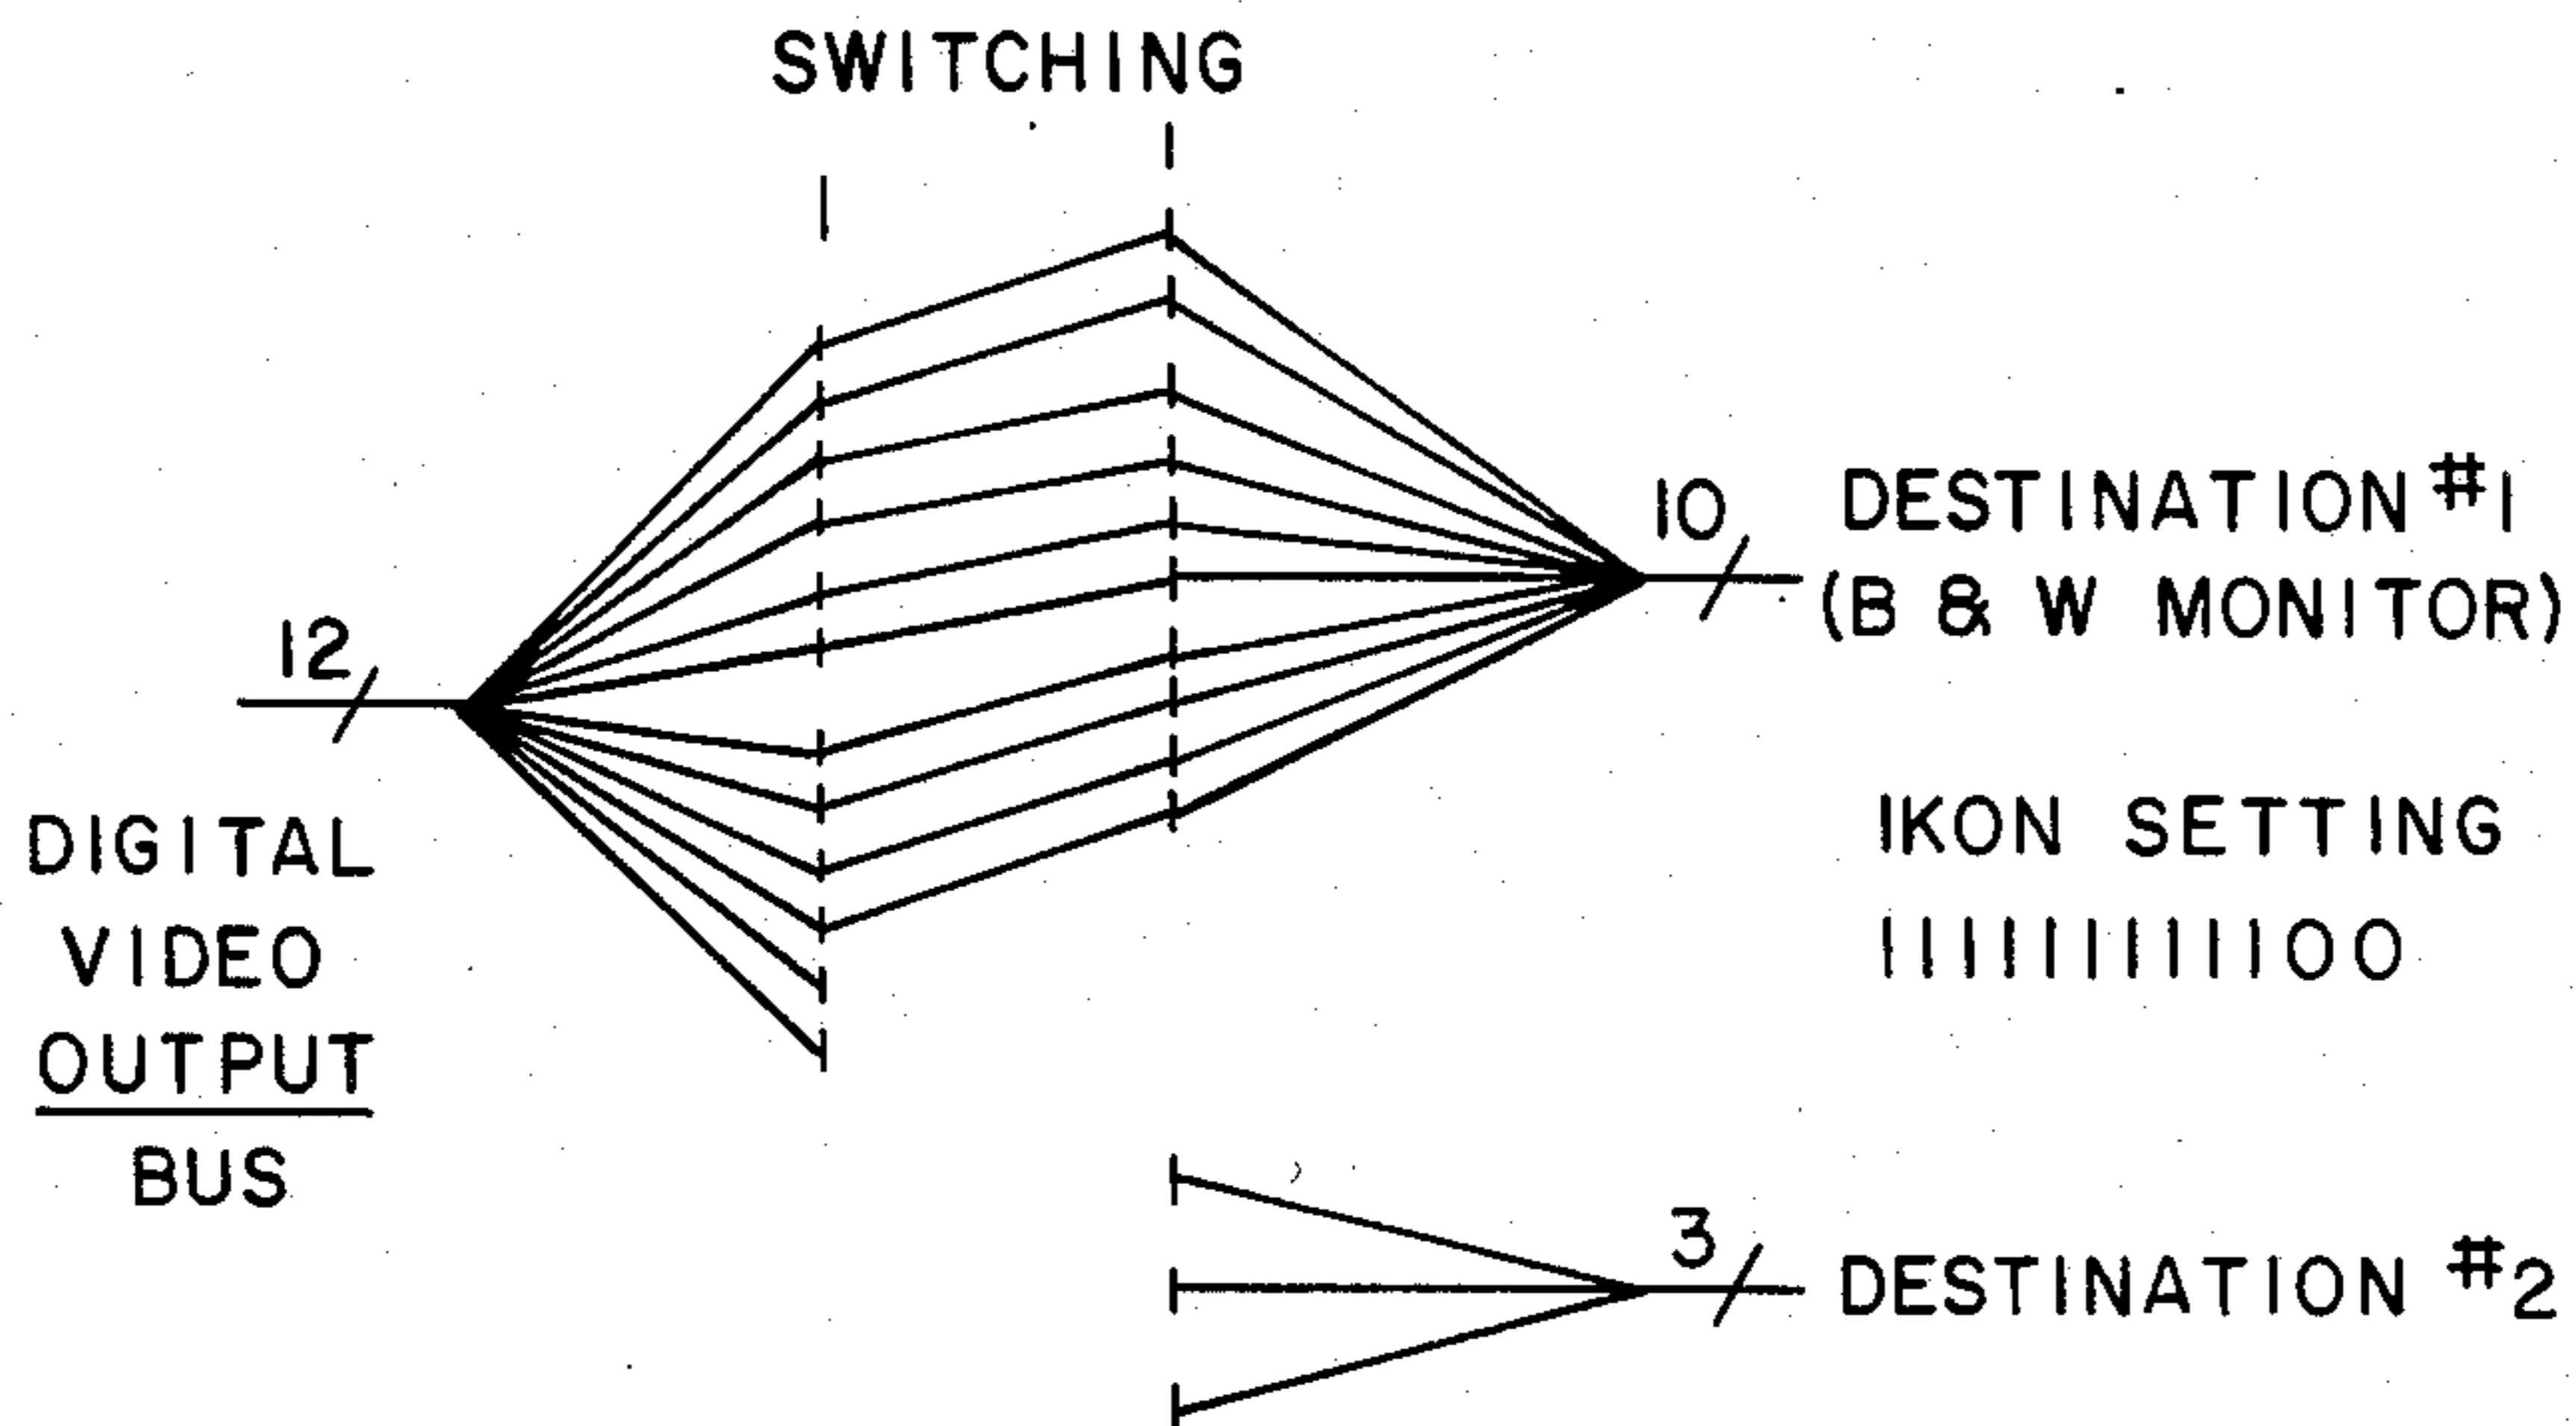 SWITCHING
10
DESTINATION #1
(B & W MONITOR)
12
IKON SETTING
111111111100
DIGITAL
VIDEO
OUTPUT
BUS
3
DESTINATION #2